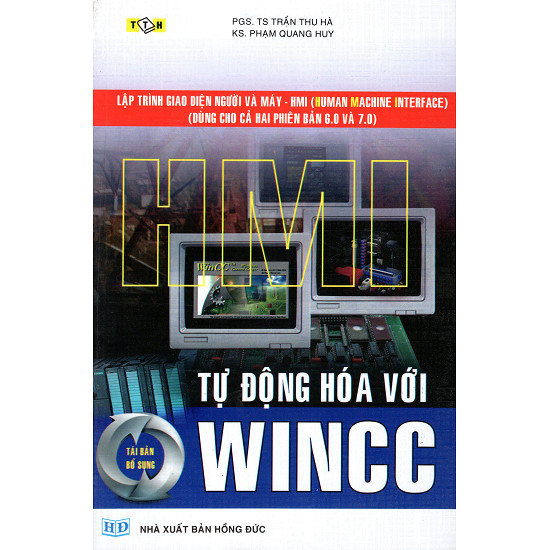 TTH
PGS. TS TRẦN THU HÀ
KS. PHẠM QUANG HUY
LẬP TRÌNH GIAO DIỆN NGƯỜI VÀ MÁY - HMI (HUMAN MACHINE INTERFACE)
(DÙNG CHO CẢ HAI PHIÊN BẢN 6.0 VÀ 7.0)
HMI
WinCC
TỰ ĐỘNG HÓA VỚI
WINCC
TÁI BẢN
BỔ SUNG
HD
NHÀ XUẤT BẢN HỒNG ĐỨC